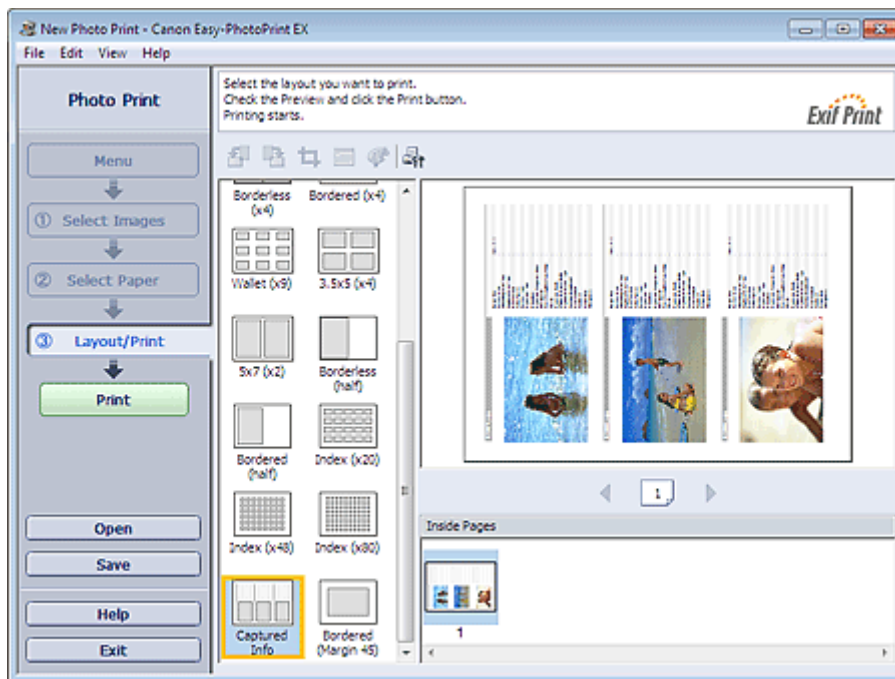 New Photo Print - Canon Easy-PhotoPrint EX
File Edit View Help
Photo Print
Menu
① Select Images
② Select Paper
③ Layout/Print
Print
Open
Save
Help
Exit
Select the layout you want to print.
Check the Preview and click the Print button.
Printing starts.
Exif Print
Borderless
(x4)
Bordered (x4)
Wallet (x9)
3.5x5 (x4)
5x7 (x2)
Borderless
(half)
Bordered
(half)
Index (x20)
Index (x48)
Index (x80)
Captured
Info
Bordered
(Margin 45)
1
Inside Pages
1